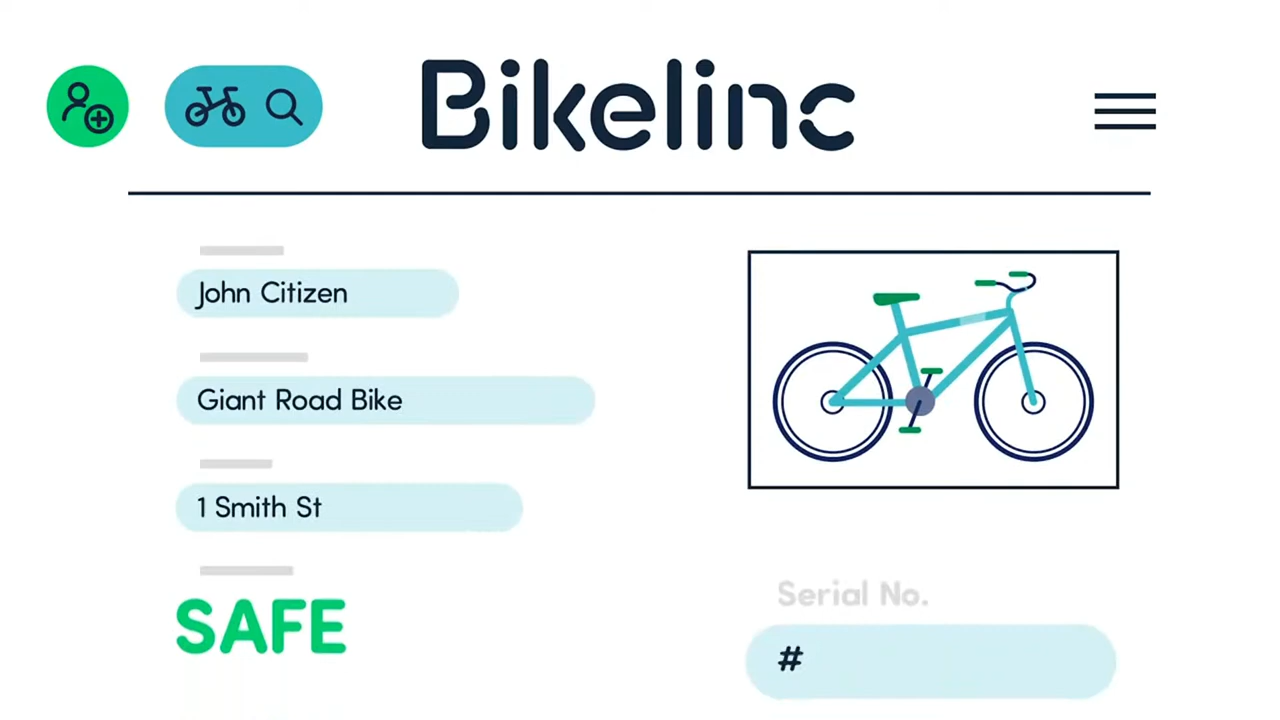 Bikelinc
John Citizen
Giant Road Bike
1 Smith St
SAFE
Serial No.
#